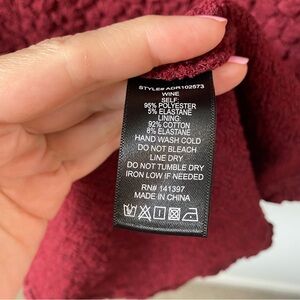 STYLE# ADR102573
WINE
SELF:
95% POLYESTER
5% ELASTANE
LINING:
92% COTTON
8% ELASTANE
HAND WASH COLD
DO NOT BLEACH
LINE DRY
DO NOT TUMBLE DRY
IRON LOW IF NEEDED
RN# 141397
MADE IN CHINA